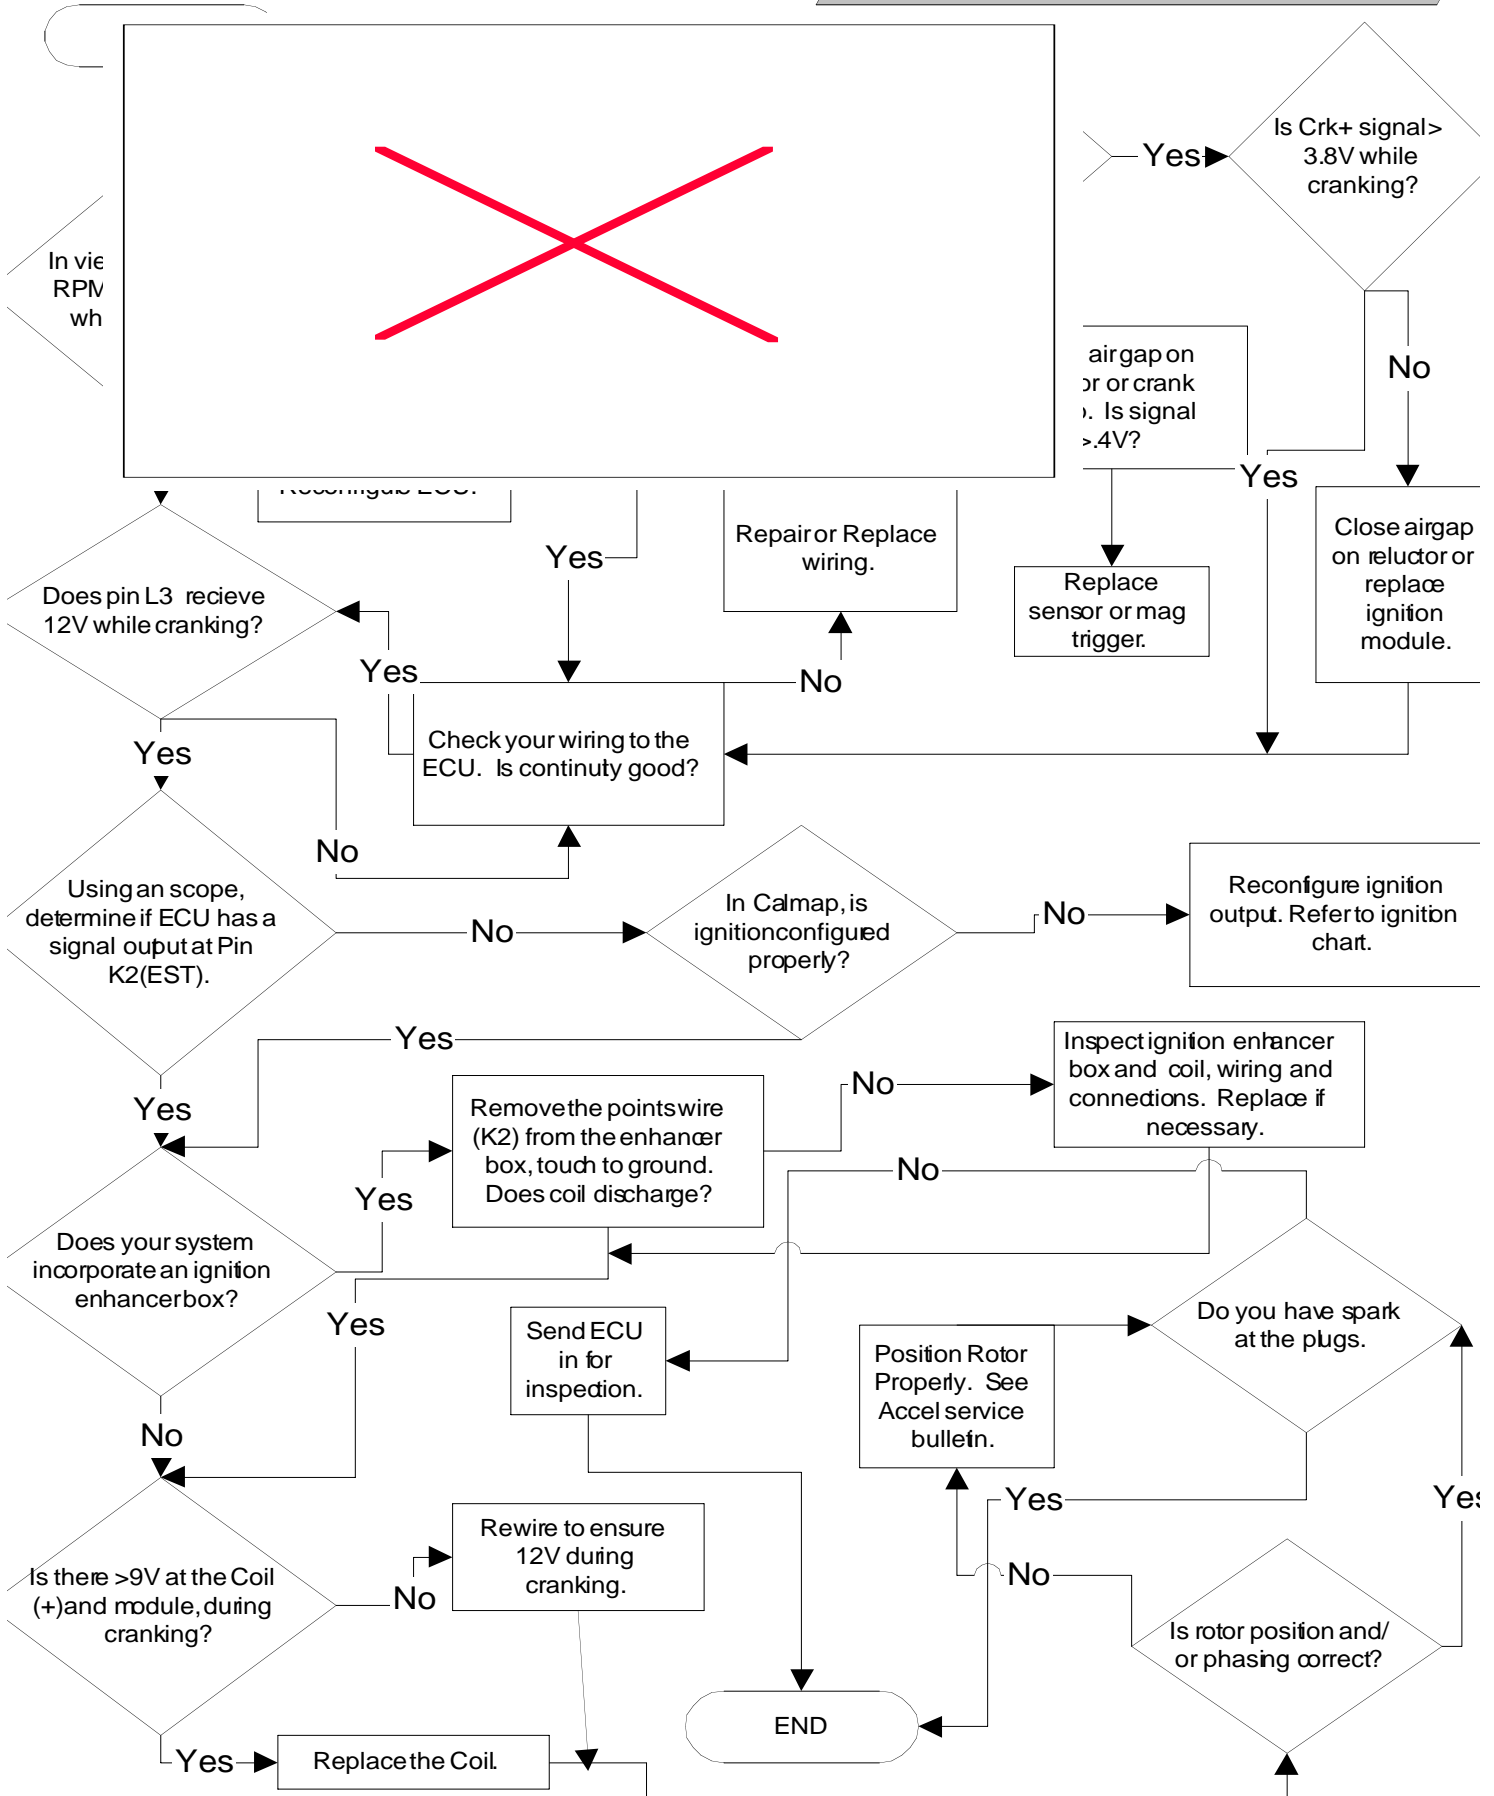 Is Crk+ signal>
3.8V while
cranking?
Yes
In vie
RPM
wh
airgap on
or or crank
. Is signal
>.4V?
No
Yes
Reconfigub ECU.
Repair or Replace
wiring.
Close airgap
on reluctor or
replace
ignition
module.
Yes
Replace
sensor or mag
trigger.
Does pin L3 recieve
12V while cranking?
Yes
No
Check your wiring to the
ECU. Is continuty good?
Yes
No
Using an scope,
determine if ECU has a
signal output at Pin
K2(EST).
No
In Calmap, is
ignition configured
properly?
No
Reconfigure ignition
output. Refer to ignition
chart.
Yes
Yes
Remove the points wire
(K2) from the enhancer
box, touch to ground.
Does coil discharge?
No
Inspect ignition enhancer
box and coil, wiring and
connections. Replace if
necessary.
No
Yes
Does your system
incorporate an ignition
enhancer box?
Yes
Send ECU
in for
inspection.
Position Rotor
Properly. See
Accel service
bulletin.
Do you have spark
at the plugs.
No
Yes
Yes
Is there >9V at the Coil
(+)and module, during
cranking?
No
Rewire to ensure
12V during
cranking.
No
Is rotor position and/
or phasing correct?
END
Yes
Replace the Coil.